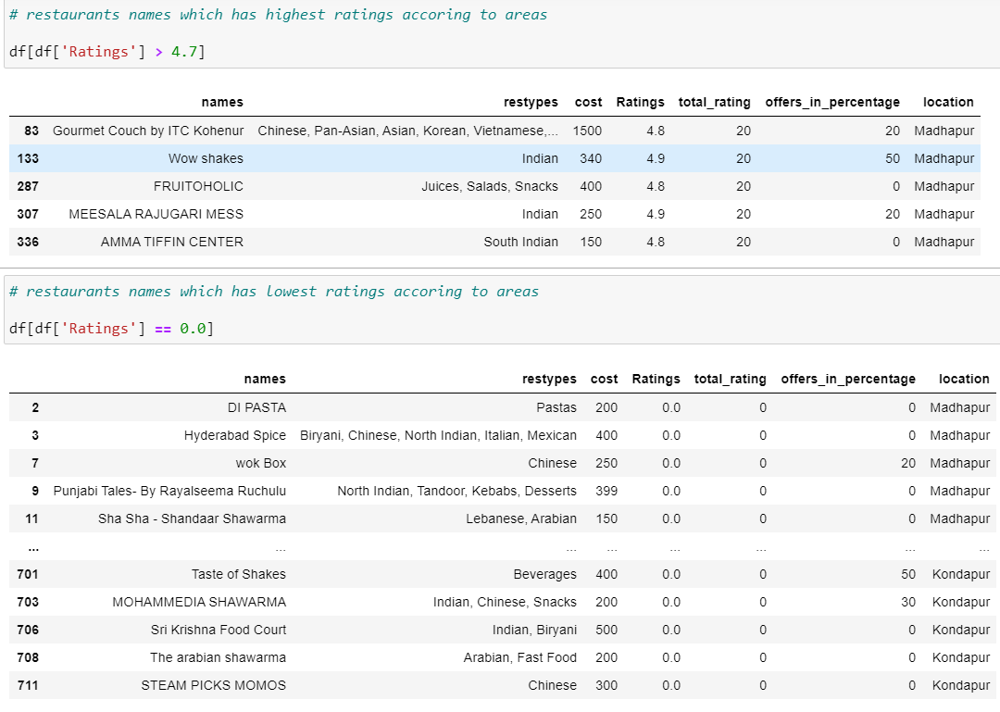 # restaurants names which has highest ratings accoring to areas
df[df['Ratings'] > 4.7]
names restypes cost Ratings total_rating offers_in_percentage location
83 Gourmet Couch by ITC Kohenur Chinese, Pan-Asian, Asian, Korean, Vietnamese,... 1500 4.8 20 20 Madhapur
133 Wow shakes Indian 340 4.9 20 50 Madhapur
287 FRUITOHOLIC Juices, Salads, Snacks 400 4.8 20 0 Madhapur
307 MEESALA RAJUGARI MESS Indian 250 4.9 20 20 Madhapur
336 AMMA TIFFIN CENTER South Indian 150 4.8 20 0 Madhapur
# restaurants names which has lowest ratings accoring to areas
df[df['Ratings'] == 0.0]
names restypes cost Ratings total_rating offers_in_percentage location
2 DI PASTA Pastas 200 0.0 0 0 Madhapur
3 Hyderabad Spice Biryani, Chinese, North Indian, Italian, Mexican 400 0.0 0 0 Madhapur
7 wok Box Chinese 250 0.0 0 20 Madhapur
9 Punjabi Tales- By Rayalseema Ruchulu North Indian, Tandoor, Kebabs, Desserts 399 0.0 0 0 Madhapur
11 Sha Sha - Shandaar Shawarma Lebanese, Arabian 150 0.0 0 0 Madhapur
... ... ... ... ... ... ... ...
701 Taste of Shakes Beverages 400 0.0 0 50 Kondapur
703 MOHAMMEDIA SHAWARMA Indian, Chinese, Snacks 200 0.0 0 30 Kondapur
706 Sri Krishna Food Court Indian, Biryani 500 0.0 0 0 Kondapur
708 The arabian shawarma Arabian, Fast Food 200 0.0 0 0 Kondapur
711 STEAM PICKS MOMOS Chinese 300 0.0 0 0 Kondapur